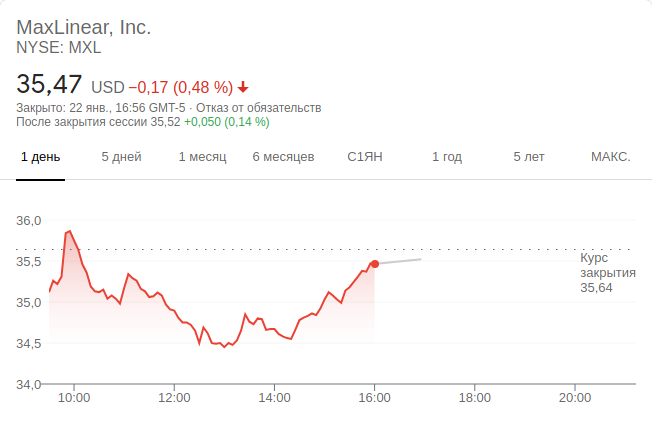 MaxLinear, Inc.
NYSE: MXL
35,47 USD −0,17 (0,48 %)
Закрыто: 22 янв., 16:56 GMT-5 · Отказ от обязательств
После закрытия сессии 35,52 +0,050 (0,14 %)
1 день 5 дней 1 месяц 6 месяцев С1ЯН 1 год 5 лет МАКС.
36,0
35,5
35,0
34,5
34,0
Курс
закрытия
35,64
10:00 12:00 14:00 16:00 18:00 20:00